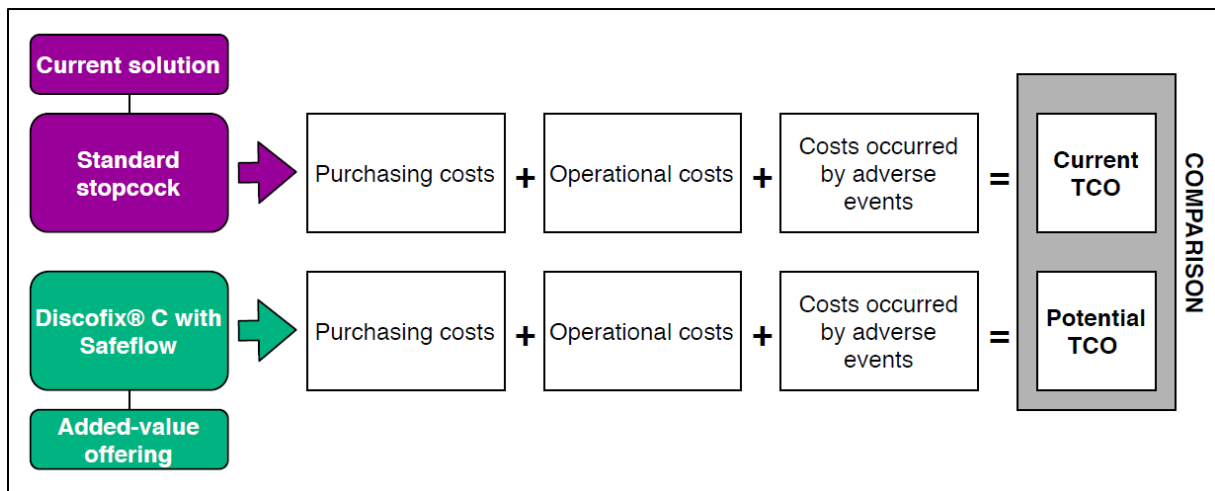 Current solution
Standard
stopcock
Purchasing costs + Operational costs + Costs occurred
by adverse
events
=
Current
TCO
Discofix® C with
Safeflow
Purchasing costs + Operational costs + Costs occurred
by adverse
events
=
Potential
TCO
Added-value
offering
COMPARISON